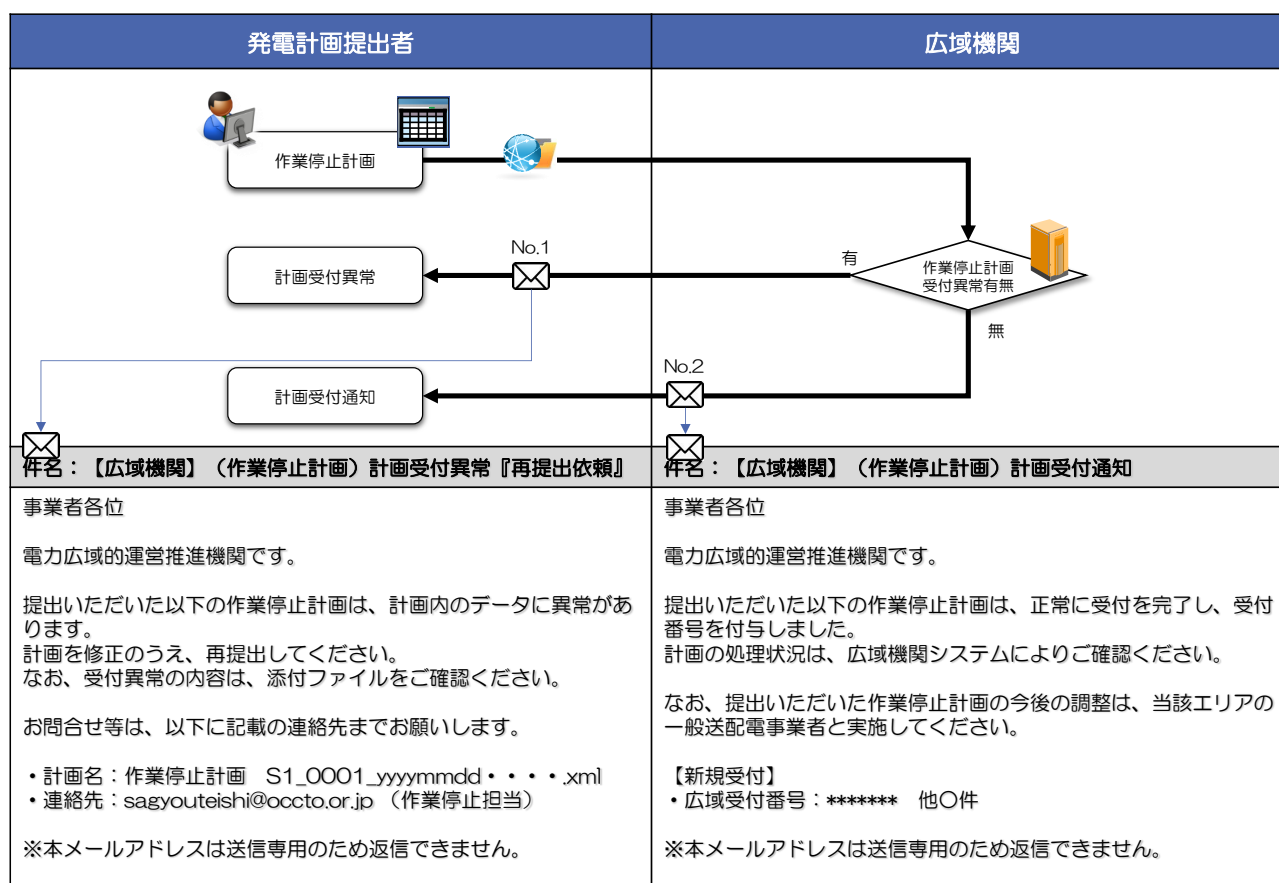 発電計画提出者
広域機関
作業停止計画
No.1
有
計画受付異常
作業停止計画
受付異常有無
無
No.2
計画受付通知
件名：【広域機関】（作業停止計画）計画受付異常『再提出依頼』
事業者各位
電力広域的運営推進機関です。
提出いただいた以下の作業停止計画は、計画内のデータに異常があ
ります。
計画を修正のうえ、再提出してください。
なお、受付異常の内容は、添付ファイルをご確認ください。
お問合せ等は、以下に記載の連絡先までお願いします。
・計画名：作業停止計画　S1_0001_yyyymmdd・・・・.xml
・連絡先：sagyouteishi@occto.or.jp （作業停止担当）
※本メールアドレスは送信専用のため返信できません。
件名：【広域機関】（作業停止計画）計画受付通知
事業者各位
電力広域的運営推進機関です。
提出いただいた以下の作業停止計画は、正常に受付を完了し、受付
番号を付与しました。
計画の処理状況は、広域機関システムによりご確認ください。
なお、提出いただいた作業停止計画の今後の調整は、当該エリアの
一般送配電事業者と実施してください。
【新規受付】
・広域受付番号：*******　他〇件
※本メールアドレスは送信専用のため返信できません。